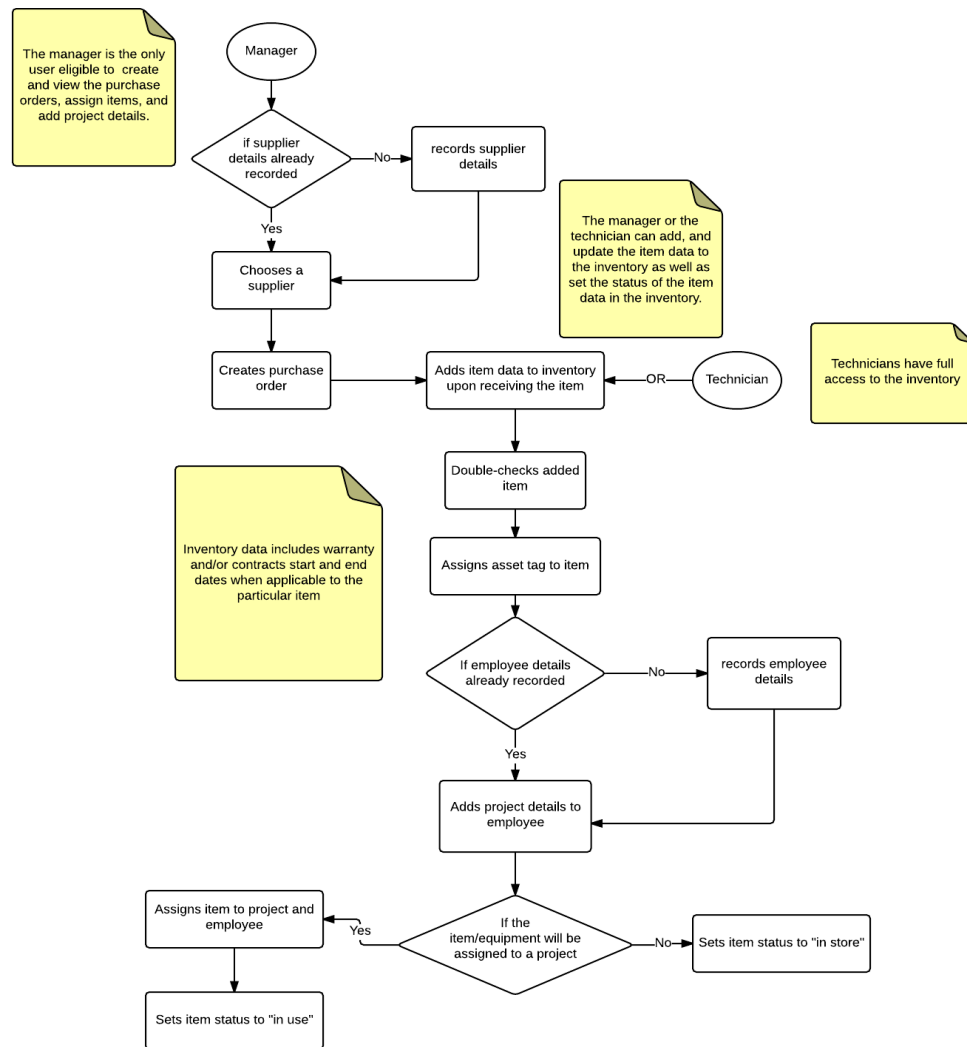 The manager is the only
user eligible to create
and view the purchase
orders, assign items, and
add project details.
Manager
if supplier
details already
recorded
No
records supplier
details
Yes
Chooses a
supplier
The manager or the
technician can add, and
update the item data to
the inventory as well as
set the status of the item
data in the inventory.
Creates purchase
order
Adds item data to inventory
upon receiving the item
OR
Technician
Technicians have full
access to the inventory
Double-checks added
item
Inventory data includes warranty
and/or contracts start and end
dates when applicable to the
particular item
Assigns asset tag to item
If employee details
already recorded
No
records employee
details
Yes
Adds project details to
employee
If the
item/equipment will be
assigned to a project
Yes
Assigns item to project and
employee
No
Sets item status to "in store"
Sets item status to "in use"